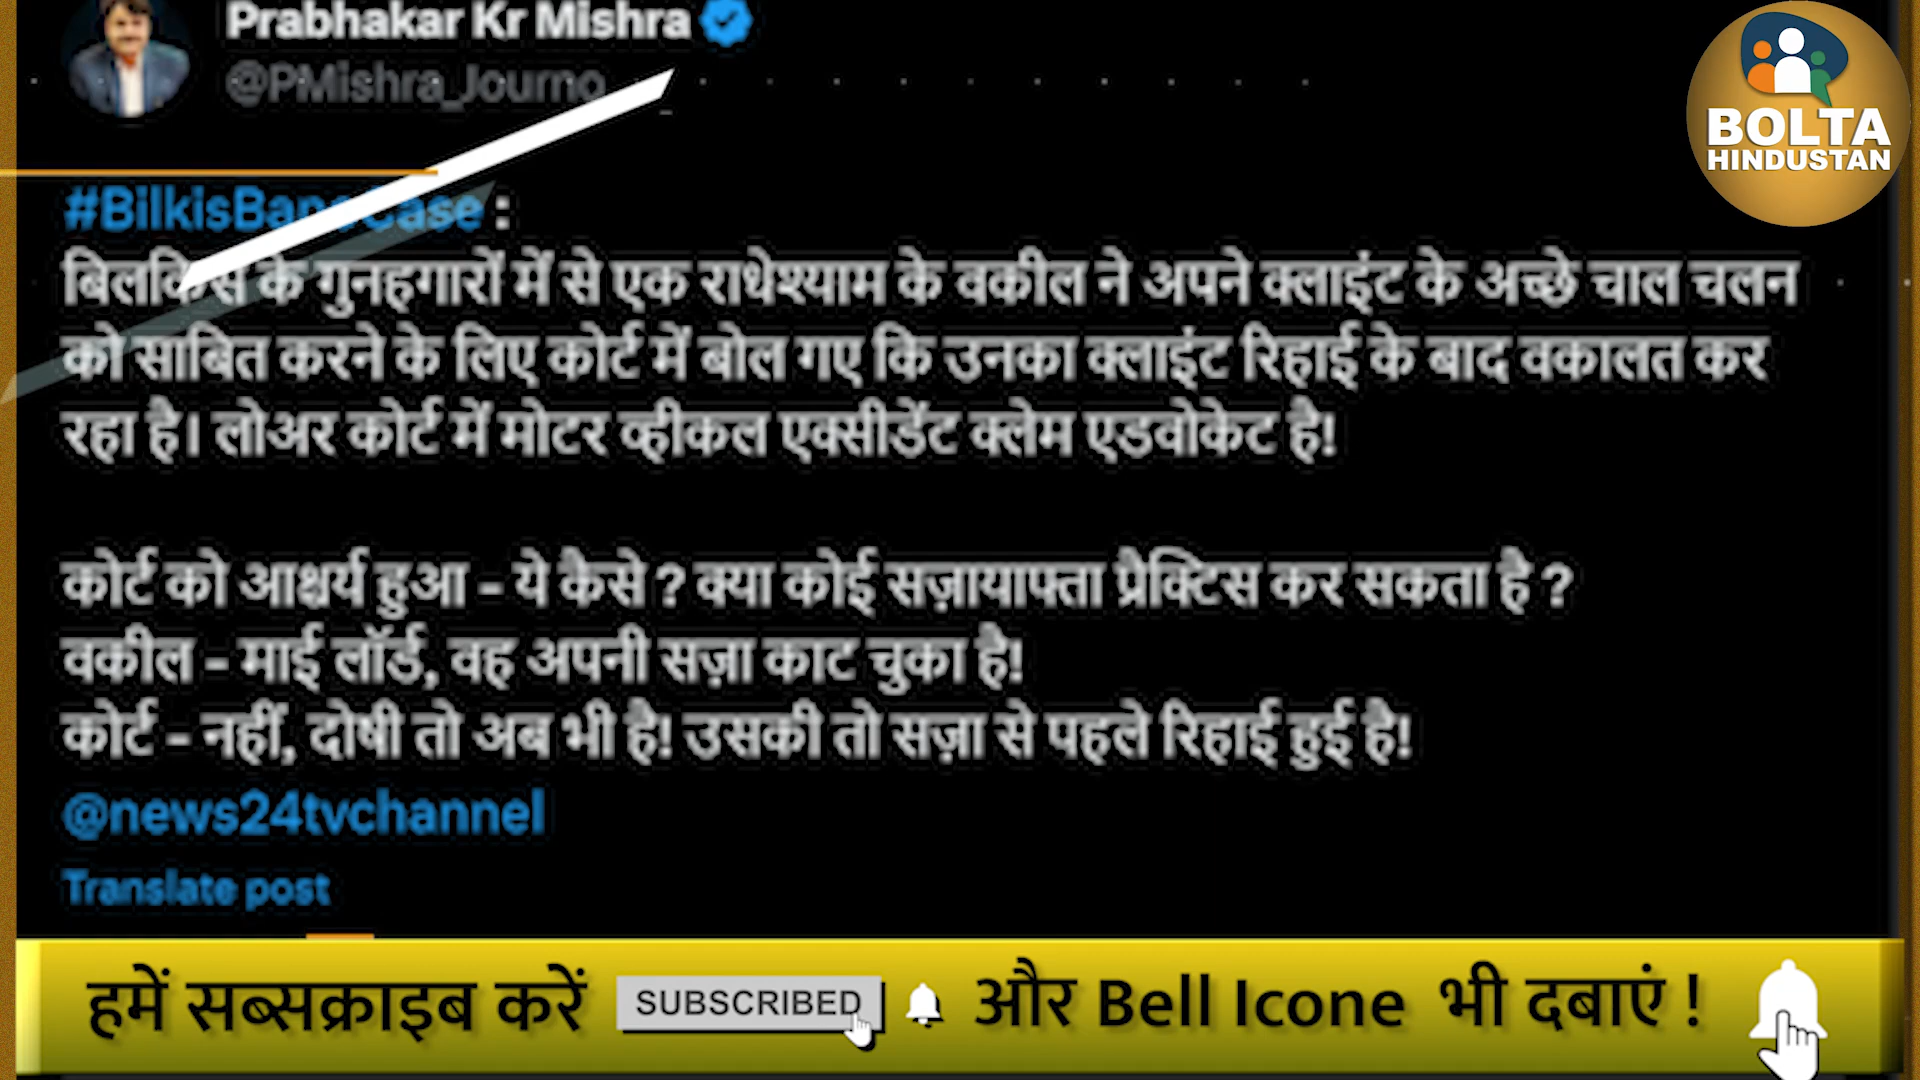 Prabhakar Kr Mishra
@PMishra_Journo
BOLTA
HINDUSTAN
#BilkisBanoCase :
बिलकिस के गुनहगारों में से एक राधेश्याम के वकील ने अपने क्लाइंट के अच्छे चाल चलन
को साबित करने के लिए कोर्ट में बोल गए कि उनका क्लाइंट रिहाई के बाद वकालत कर
रहा है। लोअर कोर्ट में मोटर व्हीकल एक्सीडेंट क्लेम एडवोकेट है!
कोर्ट को आश्चर्य हुआ - ये कैसे ? क्या कोई सज़ायाफ्ता प्रैक्टिस कर सकता है ?
वकील - माई लॉर्ड, वह अपनी सज़ा काट चुका है!
कोर्ट - नहीं, दोषी तो अब भी है! उसकी तो सज़ा से पहले रिहाई हुई है!
@news24tvchannel
Translate post
हमें सब्सक्राइब करें SUBSCRIBED और Bell Icone भी दबाएं !